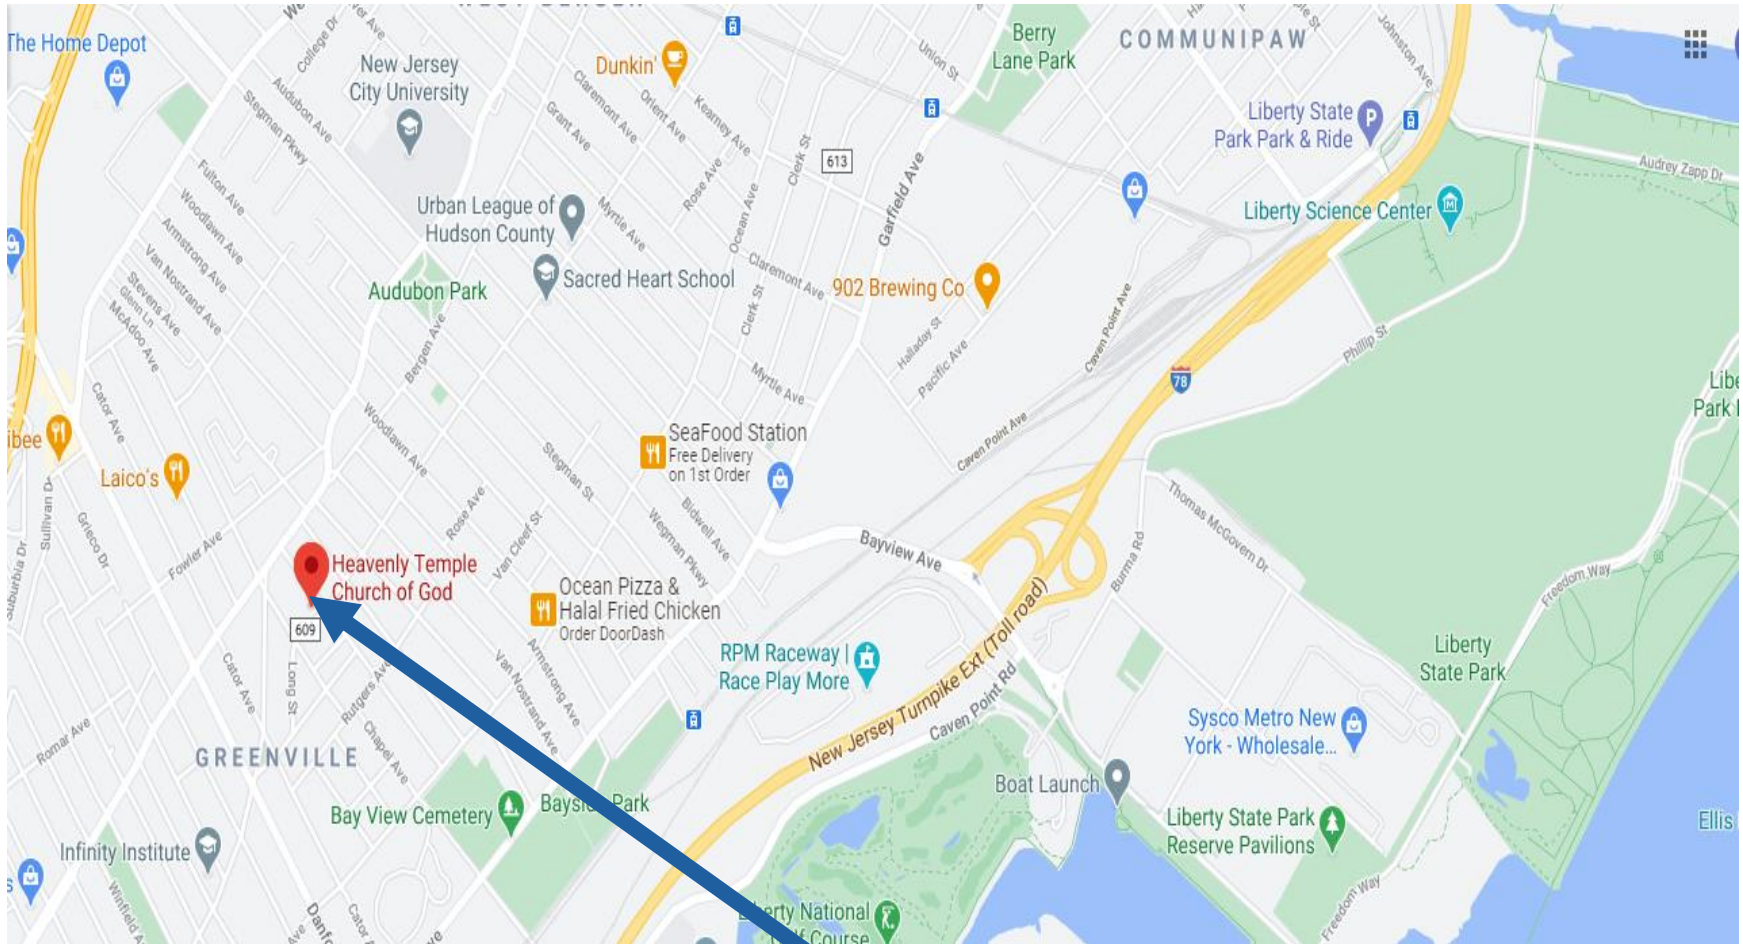 The Home Depot
College Dr
New Jersey
City University
Dunkin'
Union St
Berry
Lane Park
COMMUNIPAW
Johnston Ave
Audubon Ave
Stegman Pkwy
Claremont Ave
Orient Ave
Kearney Ave
Grant Ave
Clerk St
613
Garfield Ave
Liberty State
Park Park & Ride
P
Audrey Zapp Dr
Fulton Ave
Woodlawn Ave
Armstrong Ave
Van Nostrand Ave
Stevens Ave
Glenn Ln
McAdoo Ave
Urban League of
Hudson County
Myrtle Ave
Rose Ave
Ocean Ave
Liberty Science Center
Audubon Park
Sacred Heart School
Claremont Ave
Clerk St
902 Brewing Co
Caven Point Ave
Halladay St
Pacific Ave
Phillip St
Bergen Ave
Myrtle Ave
78
Cator Ave
Woodlawn Ave
Stegman St
SeaFood Station
Free Delivery
on 1st Order
Caven Point Ave
ibee
Laico's
Sullivan D
Grieco Dr
Rose Ave
Van Cleef St
Bidwell Ave
Wegman Pkwy
Bayview Ave
Thomas McGovern Dr
Burma Rd
Freedom Way
Suburbia Dr
Fowler Ave
Heavenly Temple
Church of God
609
Ocean Pizza &
Halal Fried Chicken
Order DoorDash
RPM Raceway |
Race Play More
New Jersey Turnpike Ext (Toll road)
Caven Point Rd
Liberty
State Park
Cator Ave
Long St
Rutgers Ave
Chapel Ave
Van Nostrand Ave
Armstrong Ave
Romar Ave
GREENVILLE
Sysco Metro New
York - Wholesale...
Boat Launch
Bay View Cemetery
Park
Liberty State Park
Reserve Pavilions
Ellis
Infinity Institute
Winfield A
Cator
Ave
Freedom Way
National
Course